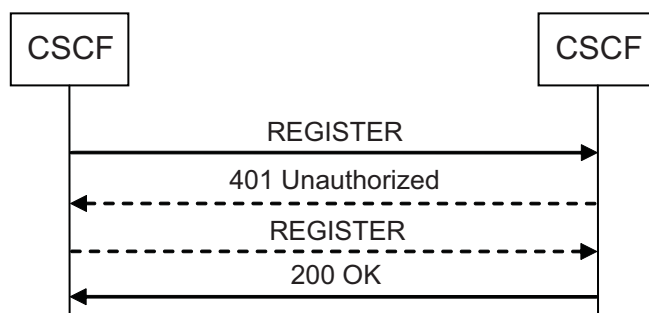 CSCF
CSCF
REGISTER
401 Unauthorized
REGISTER
200 OK